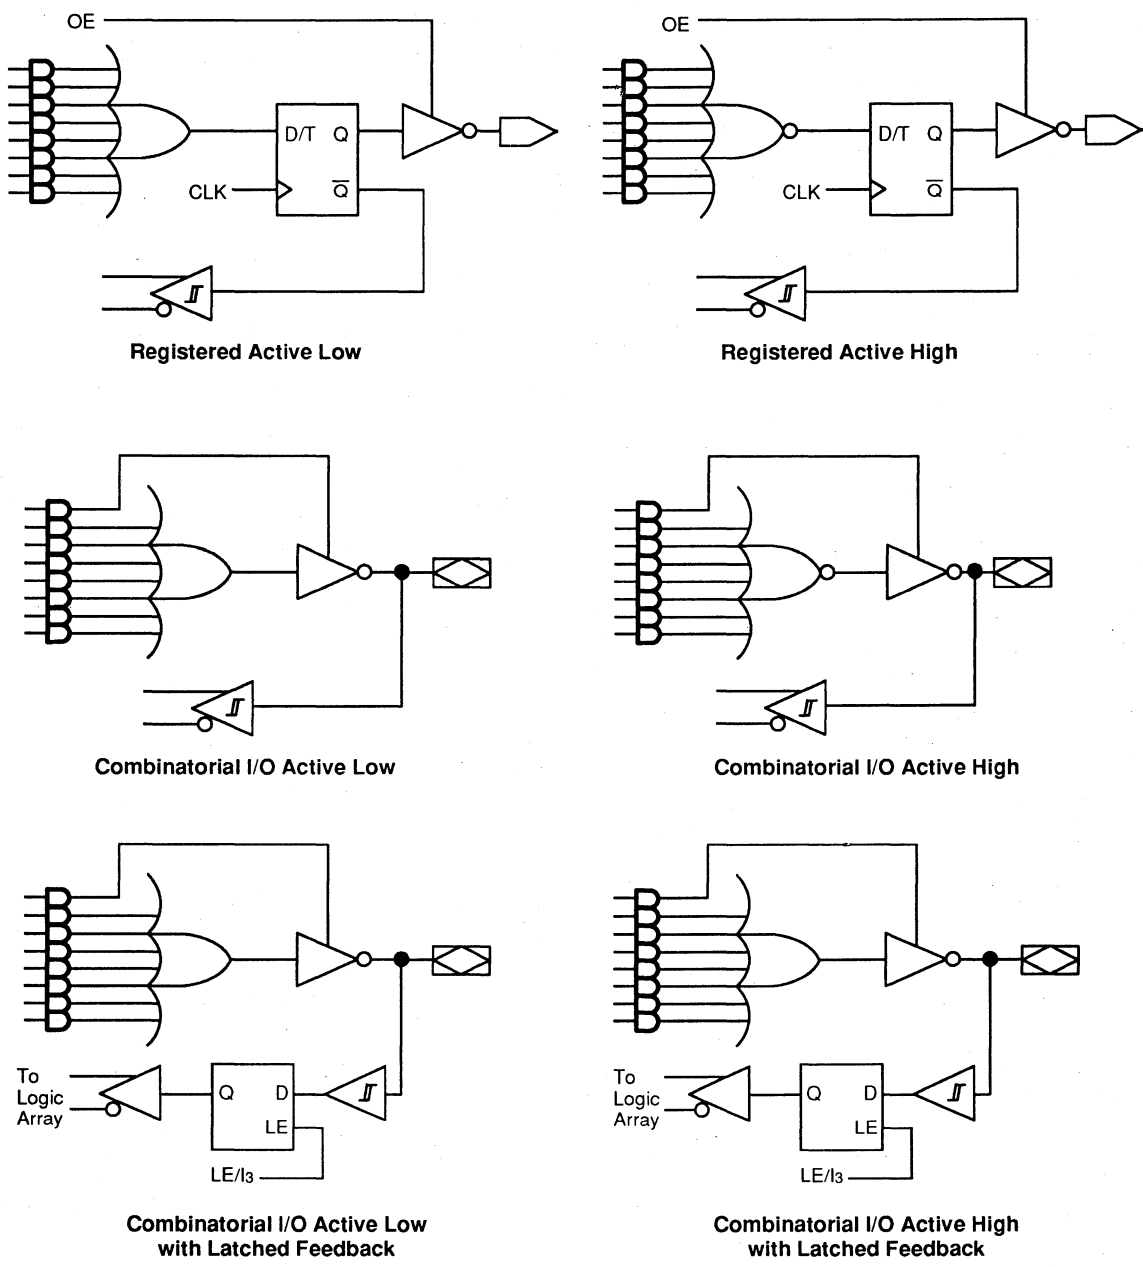 OE
D/T Q
CLK
Q
Registered Active Low
OE
D/T Q
CLK
Q
Registered Active High
Combinatorial I/O Active Low
Combinatorial I/O Active High
To
Logic
Array
Q D
LE
LE/I3
Combinatorial I/O Active Low
with Latched Feedback
To
Logic
Array
Q D
LE
LE/I3
Combinatorial I/O Active High
with Latched Feedback